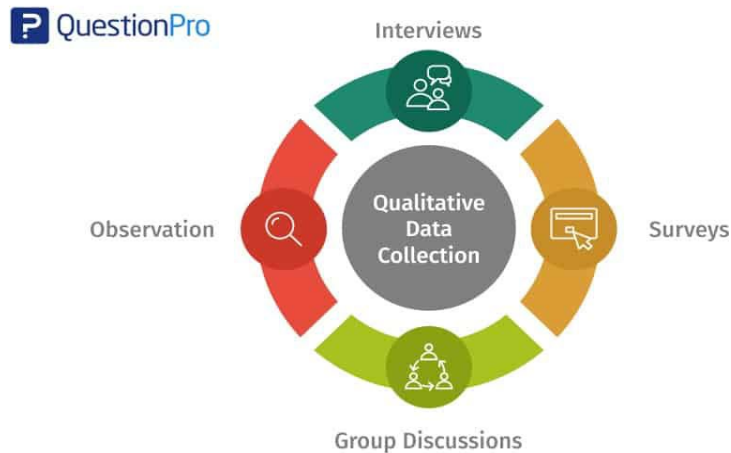 QuestionPro
Interviews
Observation
Qualitative
Data
Collection
Surveys
Group Discussions